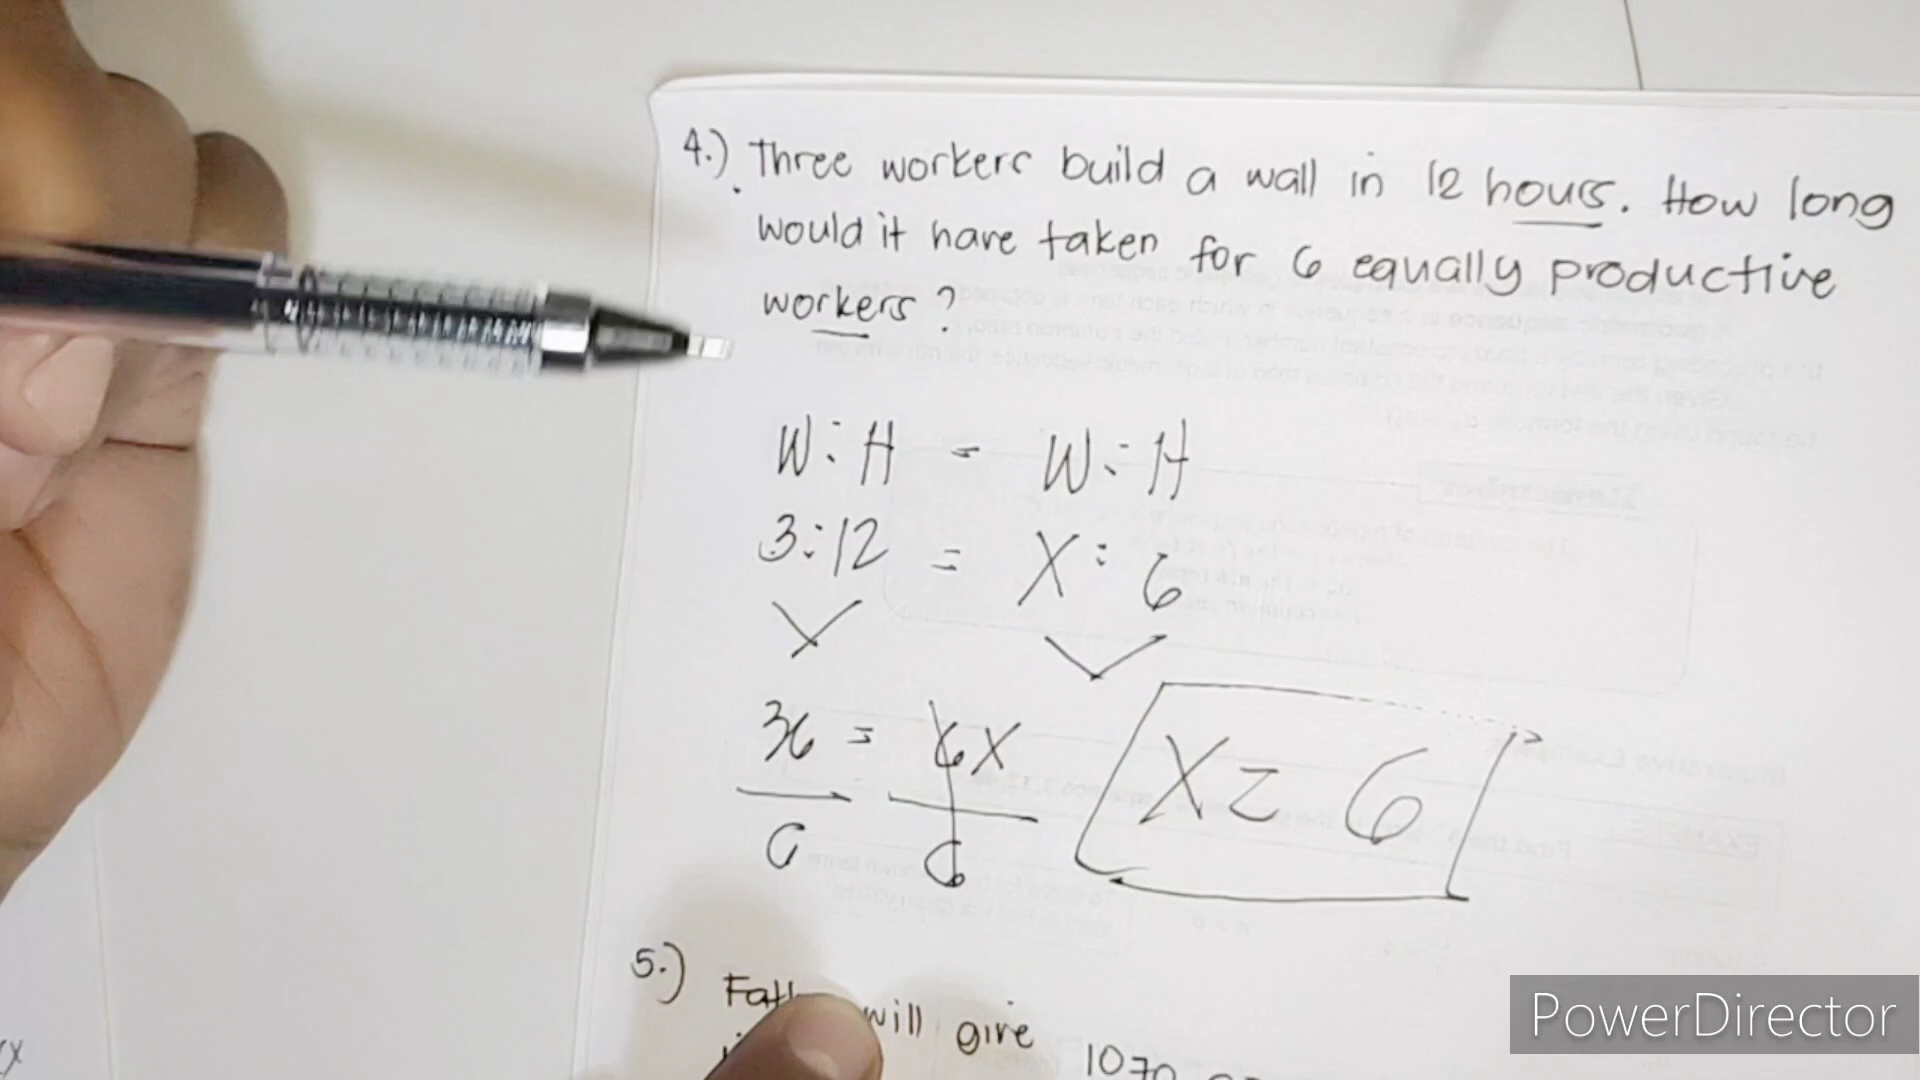 4.) Three workers build a wall in 12 hours. How long
would it have taken for 6 equally productive
workers?
W:H = W:H
3:12 = X:6
36 = 6X
6 6
X = 6
5.) will give 1070
PowerDirector